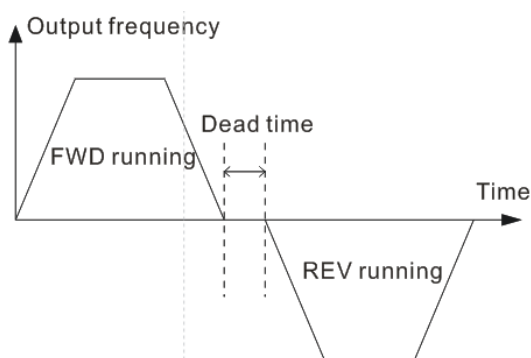 Output frequency
Dead time
FWD running
Time
REV running